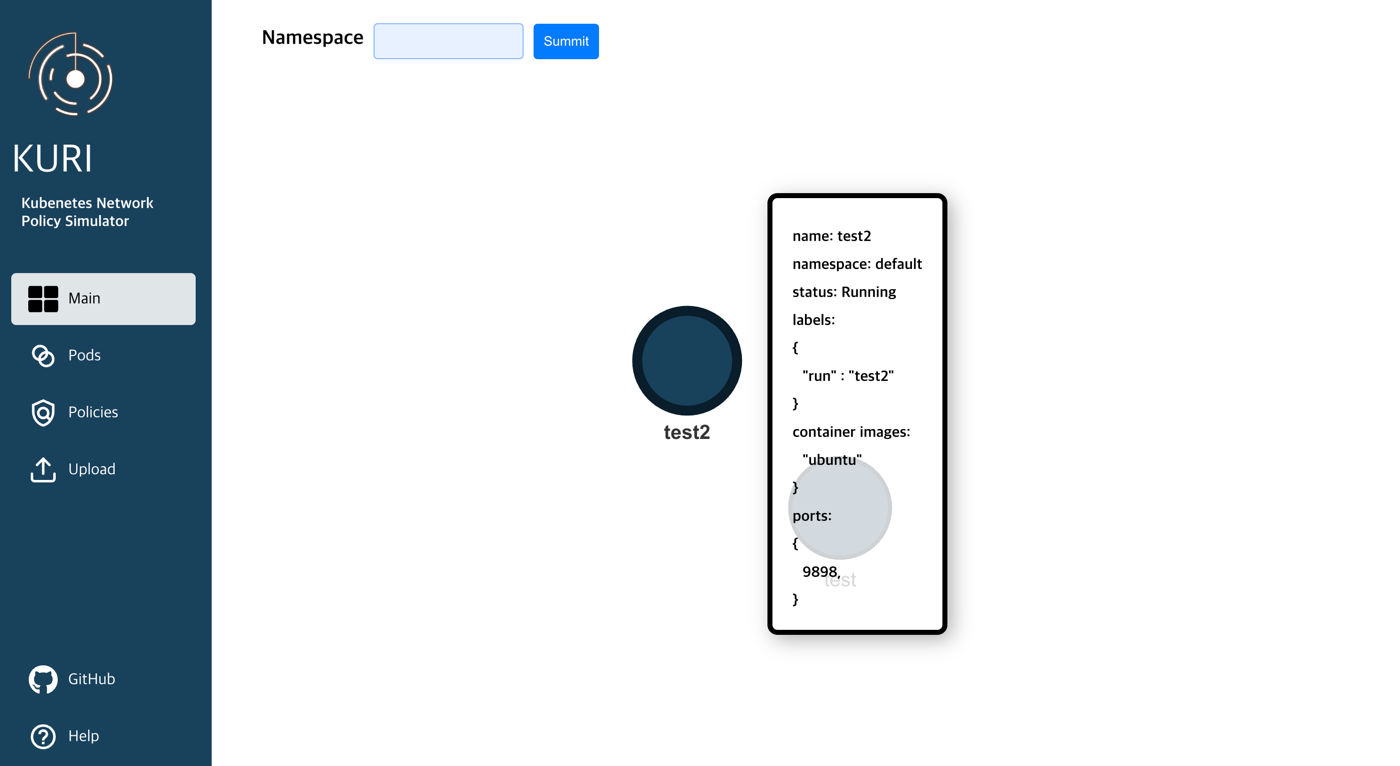 Namespace Summit
KURI
Kubenetes Network
Policy Simulator
Main
Pods
Policies
Upload
GitHub
Help
test2
name: test2
namespace: default
status: Running
labels:
{
"run" : "test2"
}
container images:
"ubuntu"
}
ports:
{
9898,
}
test